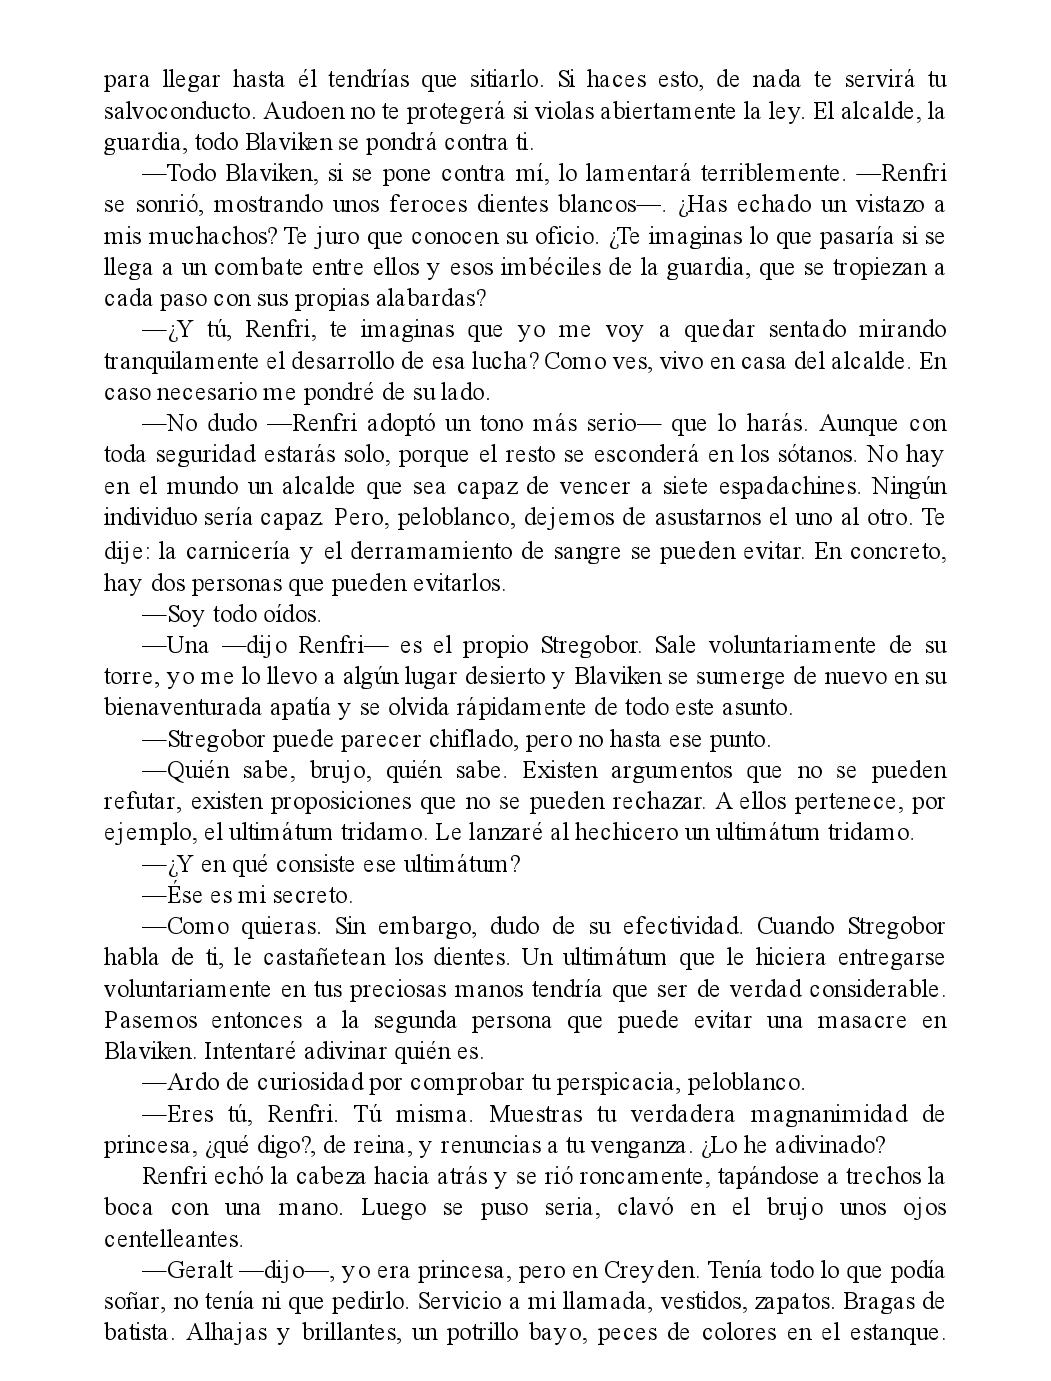 para llegar hasta él tendrías que sitiarlo. Si haces esto, de nada te servirá tu
salvoconducto. Audoen no te protegerá si violas abiertamente la ley. El alcalde, la
guardia, todo Blaviken se pondrá contra ti.
—Todo Blaviken, si se pone contra mí, lo lamentará terriblemente. —Renfri
se sonrió, mostrando unos feroces dientes blancos—. ¿Has echado un vistazo a
mis muchachos? Te juro que conocen su oficio. ¿Te imaginas lo que pasaría si se
llega a un combate entre ellos y esos imbéciles de la guardia, que se tropiezan a
cada paso con sus propias alabardas?
—¿Y tú, Renfri, te imaginas que yo me voy a quedar sentado mirando
tranquilamente el desarrollo de esa lucha? Como ves, vivo en casa del alcalde. En
caso necesario me pondré de su lado.
—No dudo —Renfri adoptó un tono más serio— que lo harás. Aunque con
toda seguridad estarás solo, porque el resto se esconderá en los sótanos. No hay
en el mundo un alcalde que sea capaz de vencer a siete espadachines. Ningún
individuo sería capaz. Pero, peloblanco, dejemos de asustarnos el uno al otro. Te
dije: la carnicería y el derramamiento de sangre se pueden evitar. En concreto,
hay dos personas que pueden evitarlos.
—Soy todo oídos.
—Una —dijo Renfri— es el propio Stregobor. Sale voluntariamente de su
torre, yo me lo llevo a algún lugar desierto y Blaviken se sumerge de nuevo en su
bienaventurada apatía y se olvida rápidamente de todo este asunto.
—Stregobor puede parecer chiflado, pero no hasta ese punto.
—Quién sabe, brujo, quién sabe. Existen argumentos que no se pueden
refutar, existen proposiciones que no se pueden rechazar. A ellos pertenece, por
ejemplo, el ultimátum tridamo. Le lanzaré al hechicero un ultimátum tridamo.
—¿Y en qué consiste ese ultimátum?
—Ése es mi secreto.
—Como quieras. Sin embargo, dudo de su efectividad. Cuando Stregobor
habla de ti, le castañetean los dientes. Un ultimátum que le hiciera entregarse
voluntariamente en tus preciosas manos tendría que ser de verdad considerable.
Pasemos entonces a la segunda persona que puede evitar una masacre en
Blaviken. Intentaré adivinar quién es.
—Ardo de curiosidad por comprobar tu perspicacia, peloblanco.
—Eres tú, Renfri. Tú misma. Muestras tu verdadera magnanimidad de
princesa, ¿qué digo?, de reina, y renuncias a tu venganza. ¿Lo he adivinado?
Renfri echó la cabeza hacia atrás y se rió roncamente, tapándose a trechos la
boca con una mano. Luego se puso seria, clavó en el brujo unos ojos
centelleantes.
—Geralt —dijo—, yo era princesa, pero en Creyden. Tenía todo lo que podía
soñar, no tenía ni que pedirlo. Servicio a mi llamada, vestidos, zapatos. Bragas de
batista. Alhajas y brillantes, un potrillo bayo, peces de colores en el estanque.